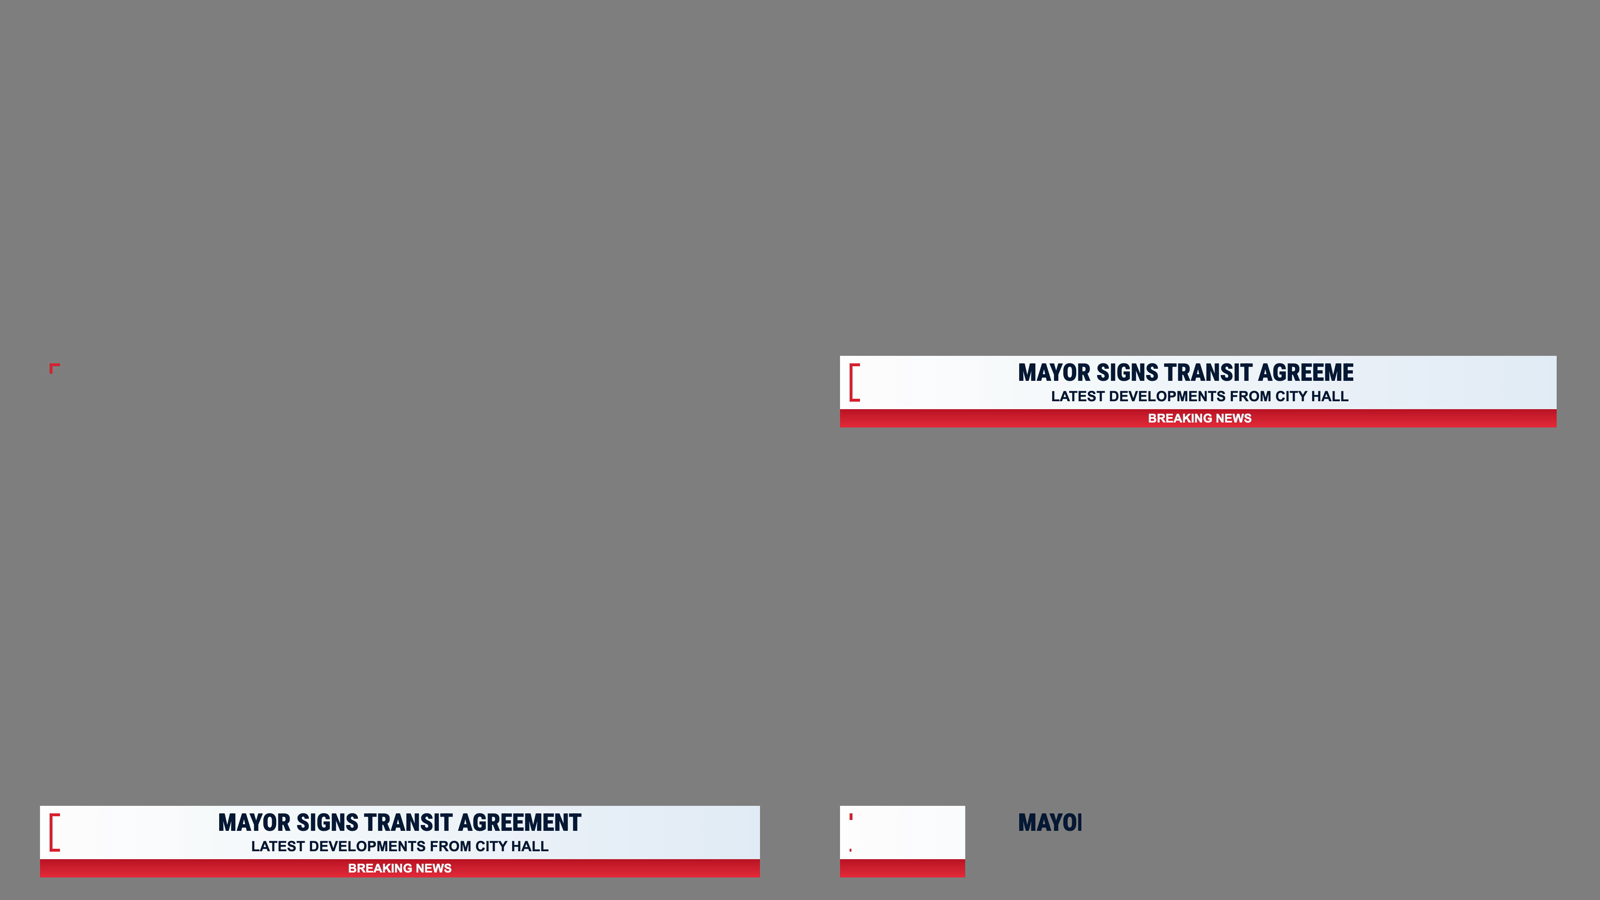 MAYOR SIGNS TRANSIT AGREEME
LATEST DEVELOPMENTS FROM CITY HALL
BREAKING NEWS
MAYOR SIGNS TRANSIT AGREEMENT
LATEST DEVELOPMENTS FROM CITY HALL
BREAKING NEWS
MAYO